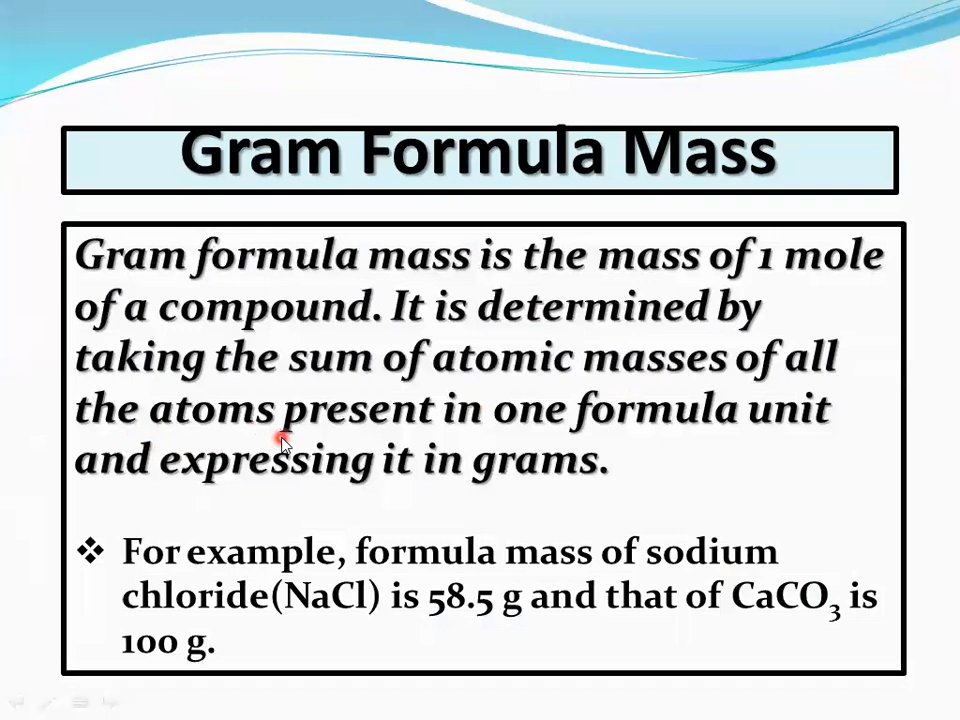 Gram Formula Mass
Gram formula mass is the mass of 1 mole
of a compound. It is determined by
taking the sum of atomic masses of all
the atoms present in one formula unit
and expressing it in grams.
❖ For example, formula mass of sodium
chloride(NaCl) is 58.5 g and that of CaCO₃ is
100 g.